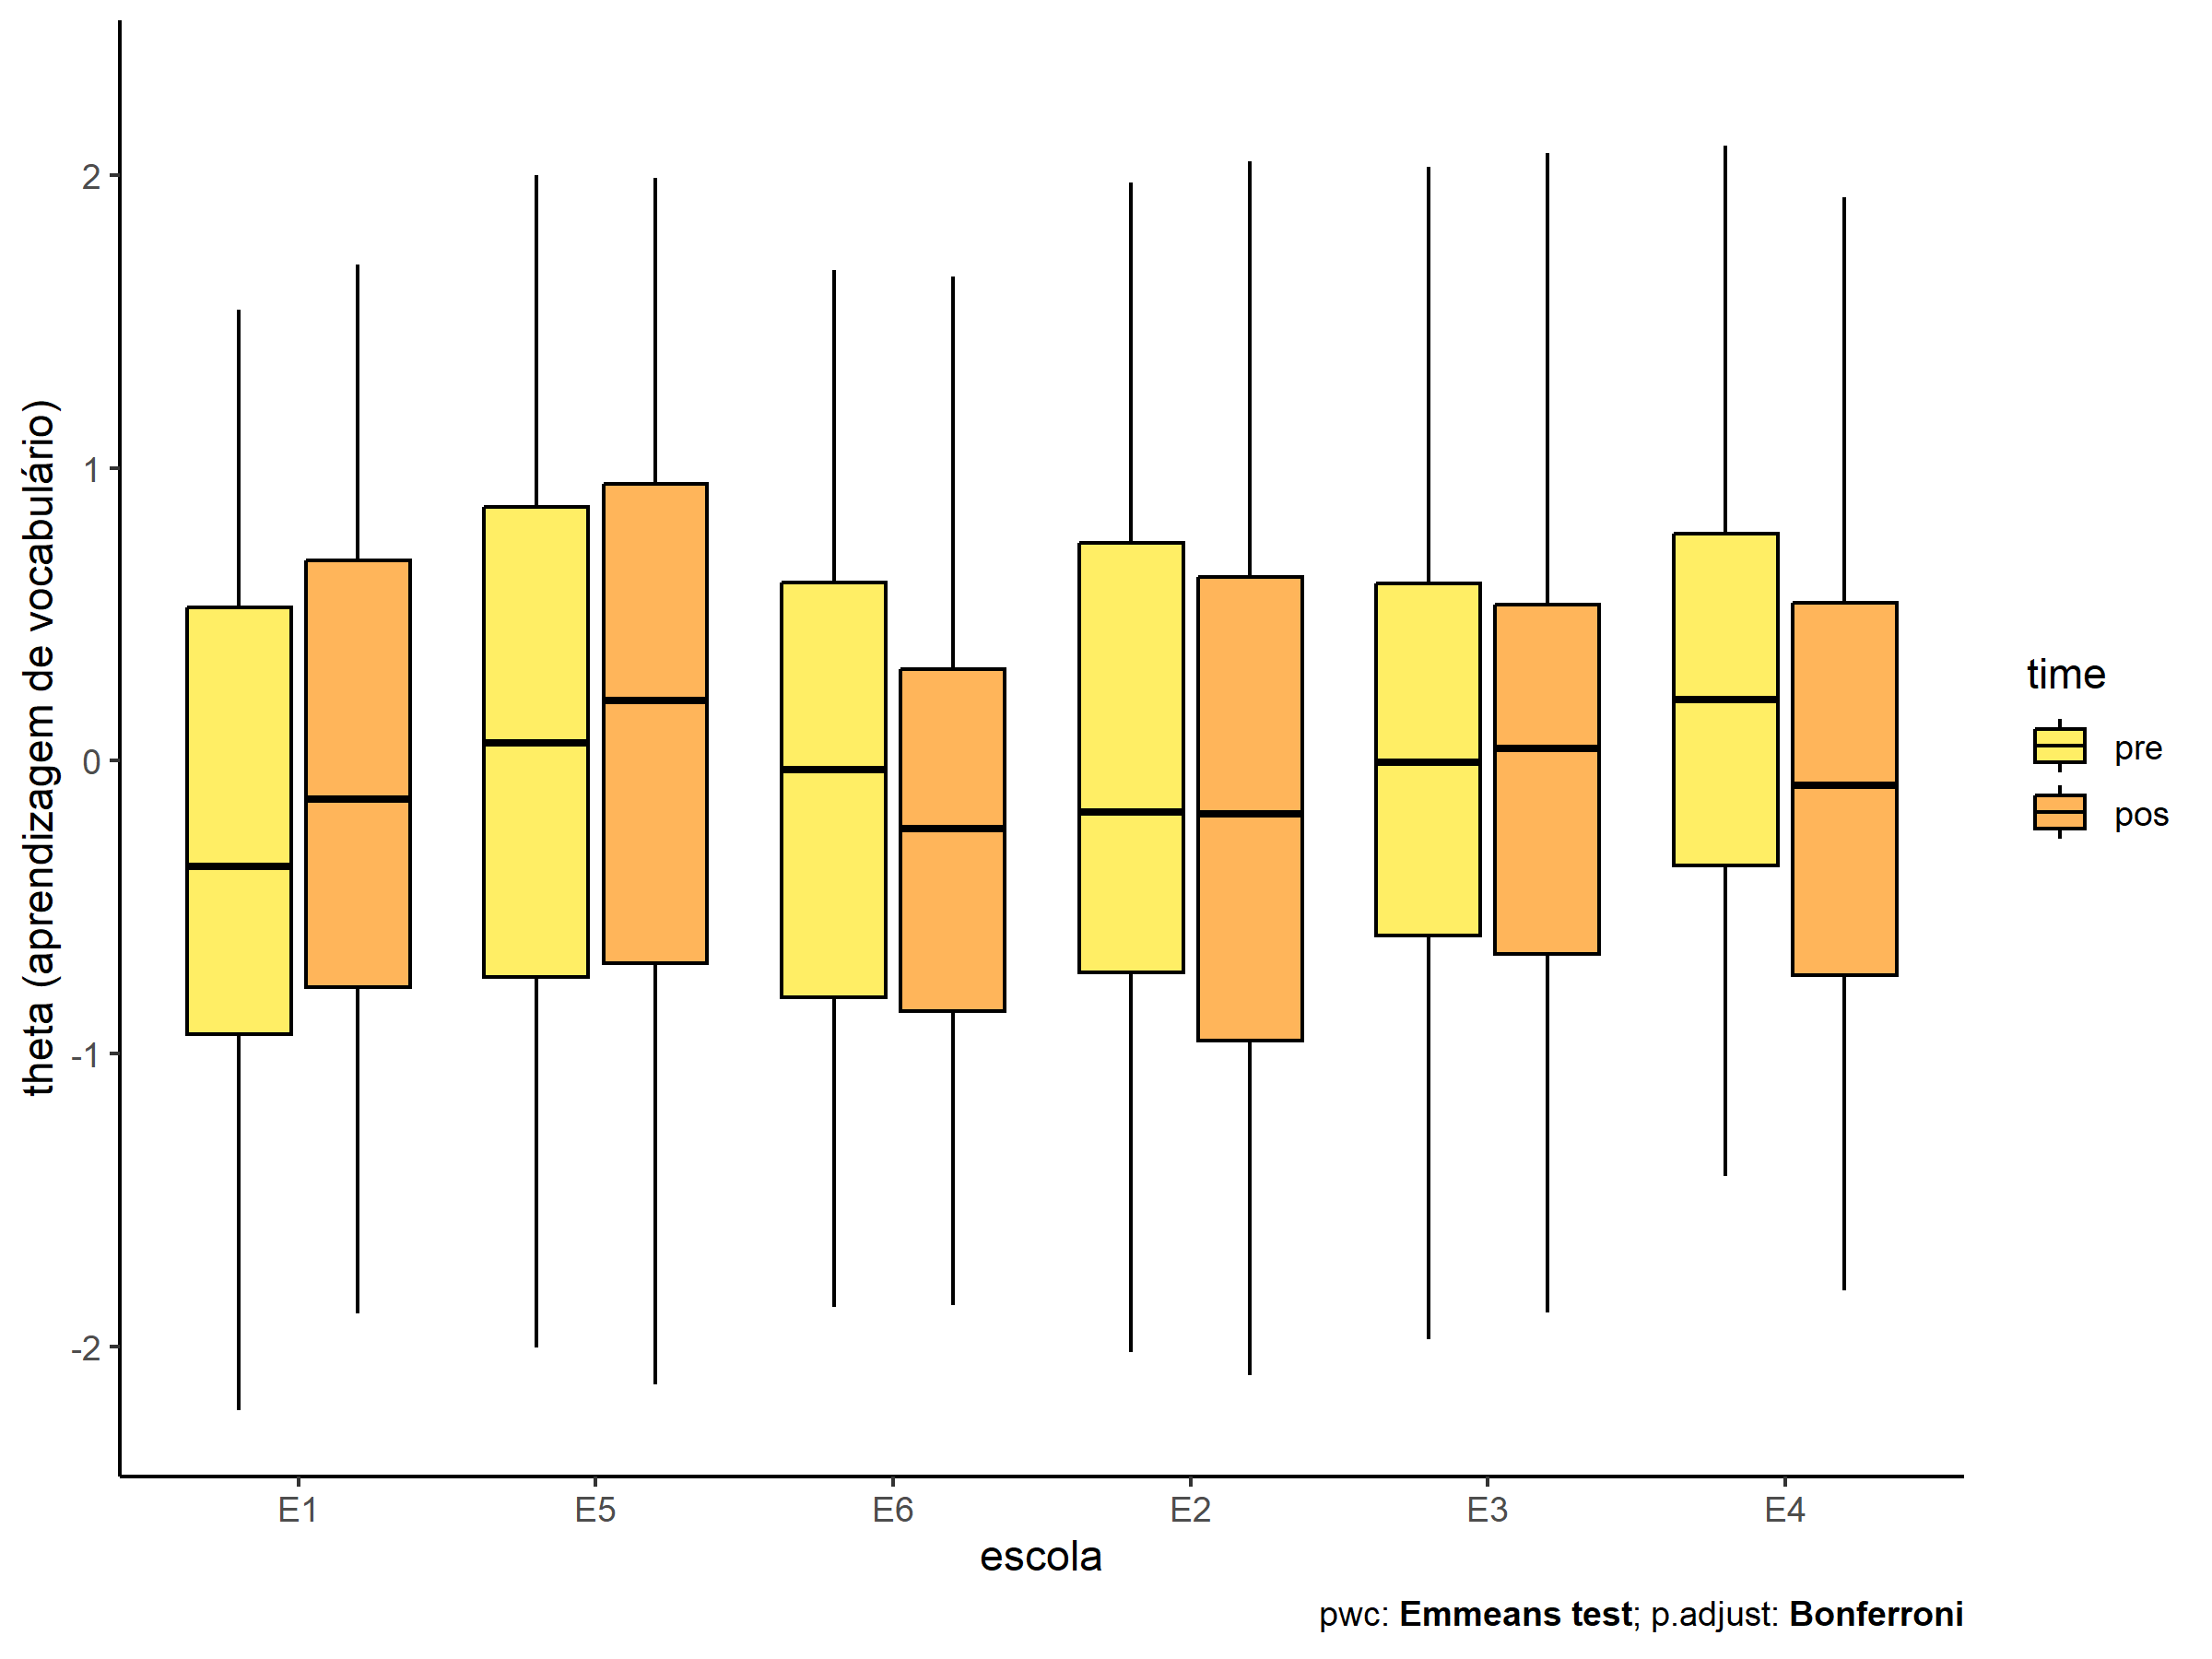 theta (aprendizagem de vocabulário)
2
1
0
-1
-2
E1 E5 E6 E2 E3 E4
escola
time
pre
pos
pwc: Emmeans test; p.adjust: Bonferroni